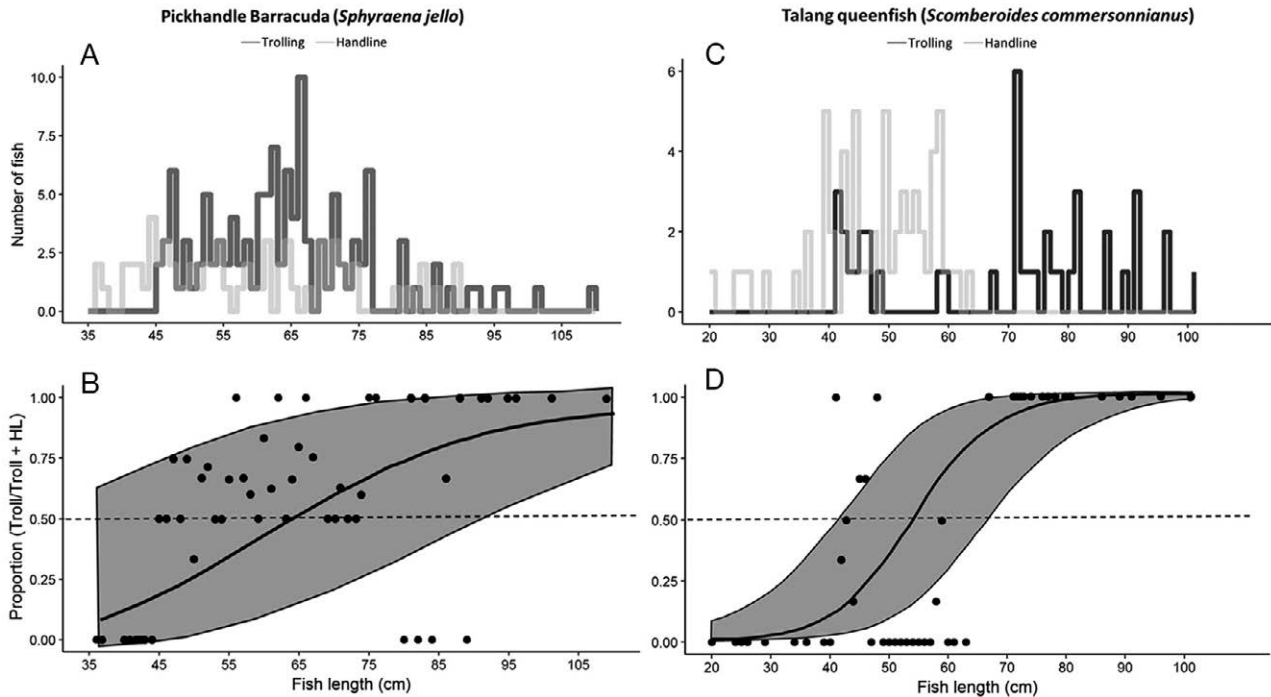 Pickhandle Barracuda (Sphyraena jello)
Trolling Handline
A
10.0
7.5
5.0
2.5
0.0
Number of fish
35 45 55 65 75 85 95 105
Talang queenfish (Scomberoides commersonnianus)
Trolling Handline
C
6
4
2
0
20 30 40 50 60 70 80 90 100
B
1.00
0.75
0.50
0.25
0.00
Proportion (Troll/Troll + HL)
35 45 55 65 75 85 95 105
Fish length (cm)
D
1.00
0.75
0.50
0.25
0.00
20 30 40 50 60 70 80 90 100
Fish length (cm)